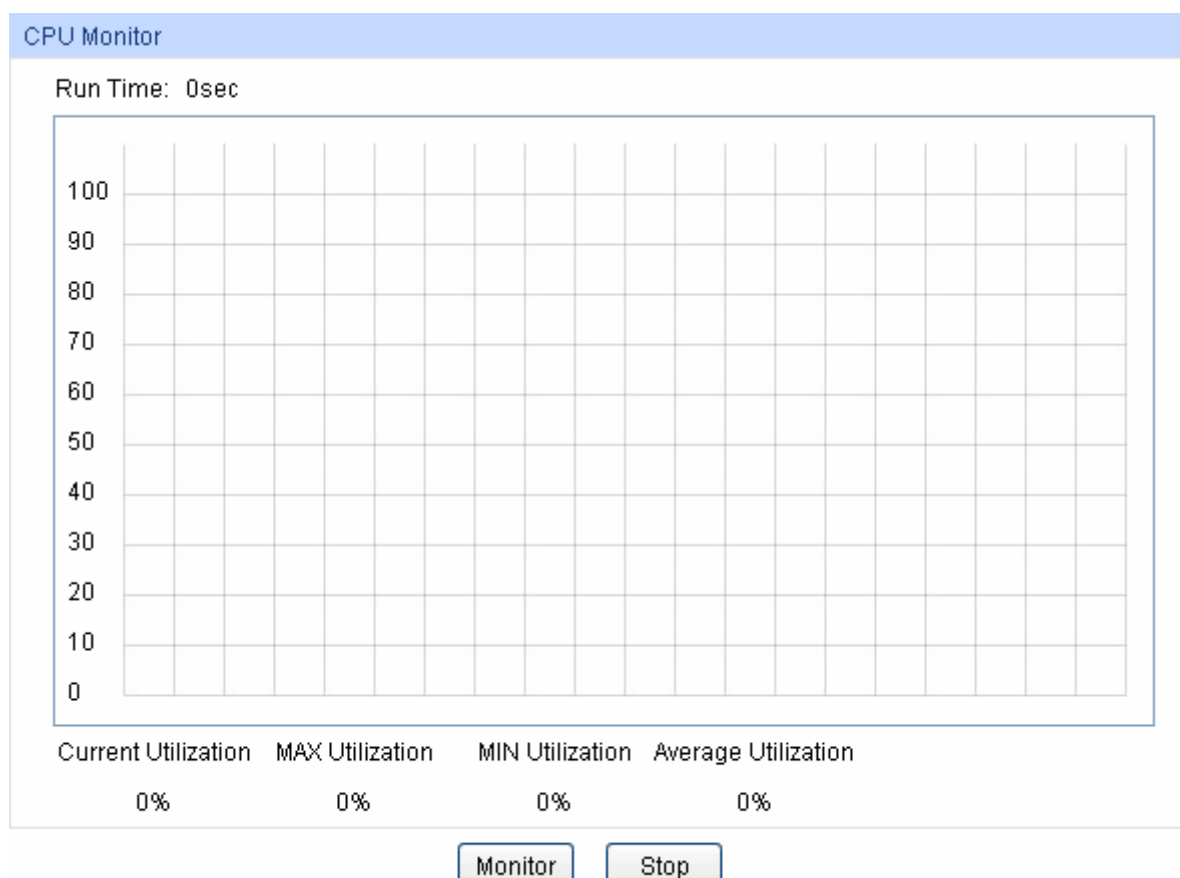 CPU Monitor
Run Time: 0sec
100
90
80
70
60
50
40
30
20
10
0
Current Utilization MAX Utilization MIN Utilization Average Utilization
0% 0% 0% 0%
Monitor Stop